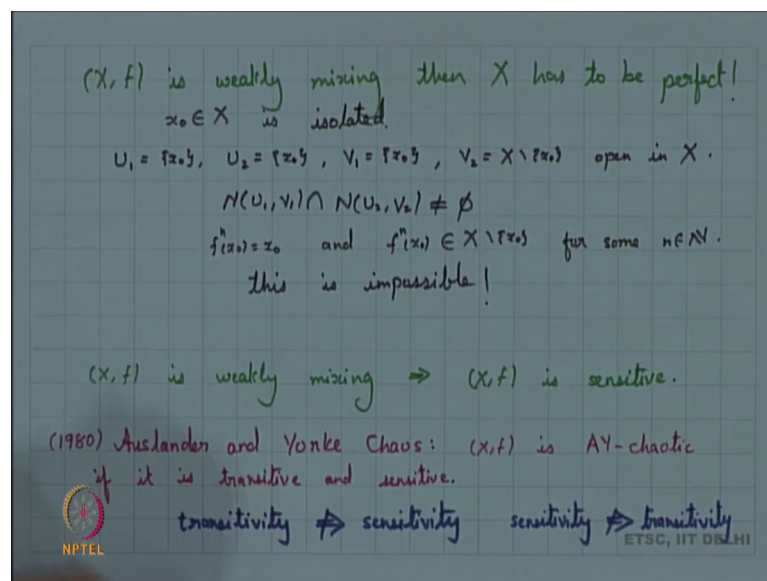 (X, f) is weakly mixing then X has to be perfect!
x₀ ∈ X is isolated.
U₁ = {x₀}, U₂ = {x₀}, V₁ = {x₀}, V₂ = X \ {x₀} open in X.
N(U₁, V₁) ∩ N(U₂, V₂) ≠ ∅
fⁿ(x₀) = x₀ and fⁿ(x₀) ∈ X \ {x₀} for some n ∈ ℕ.
this is impossible!
(X, f) is weakly mixing ⇒ (X, f) is sensitive.
(1980) Auslander and Yorke Chaos: (X, f) is AY-chaotic
if it is transitive and sensitive.
transitivity ⇏ sensitivity sensitivity ⇏ transitivity
NPTEL
ETSC, IIT DELHI